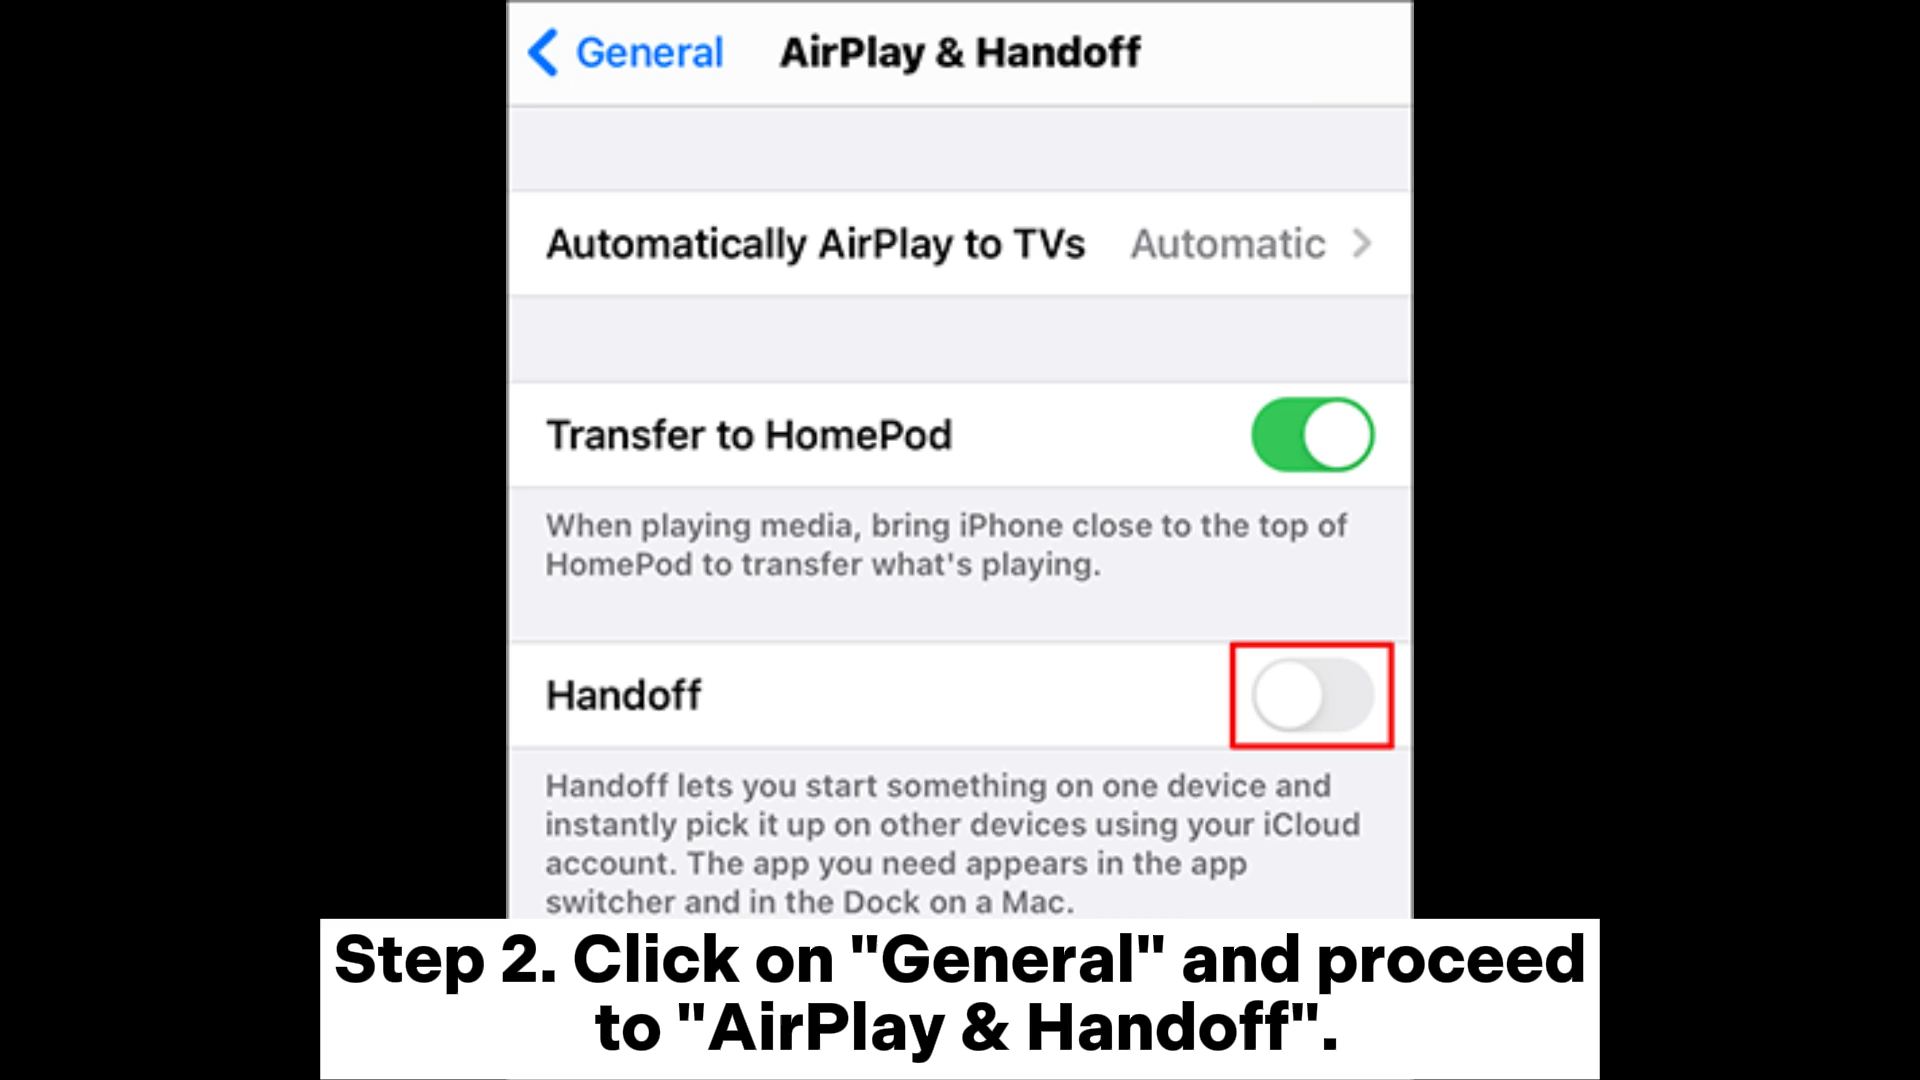 General AirPlay & Handoff
Automatically AirPlay to TVs Automatic
Transfer to HomePod
When playing media, bring iPhone close to the top of
HomePod to transfer what's playing.
Handoff
Handoff lets you start something on one device and
instantly pick it up on other devices using your iCloud
account. The app you need appears in the app
switcher and in the Dock on a Mac.
Step 2. Click on "General" and proceed
to "AirPlay & Handoff".